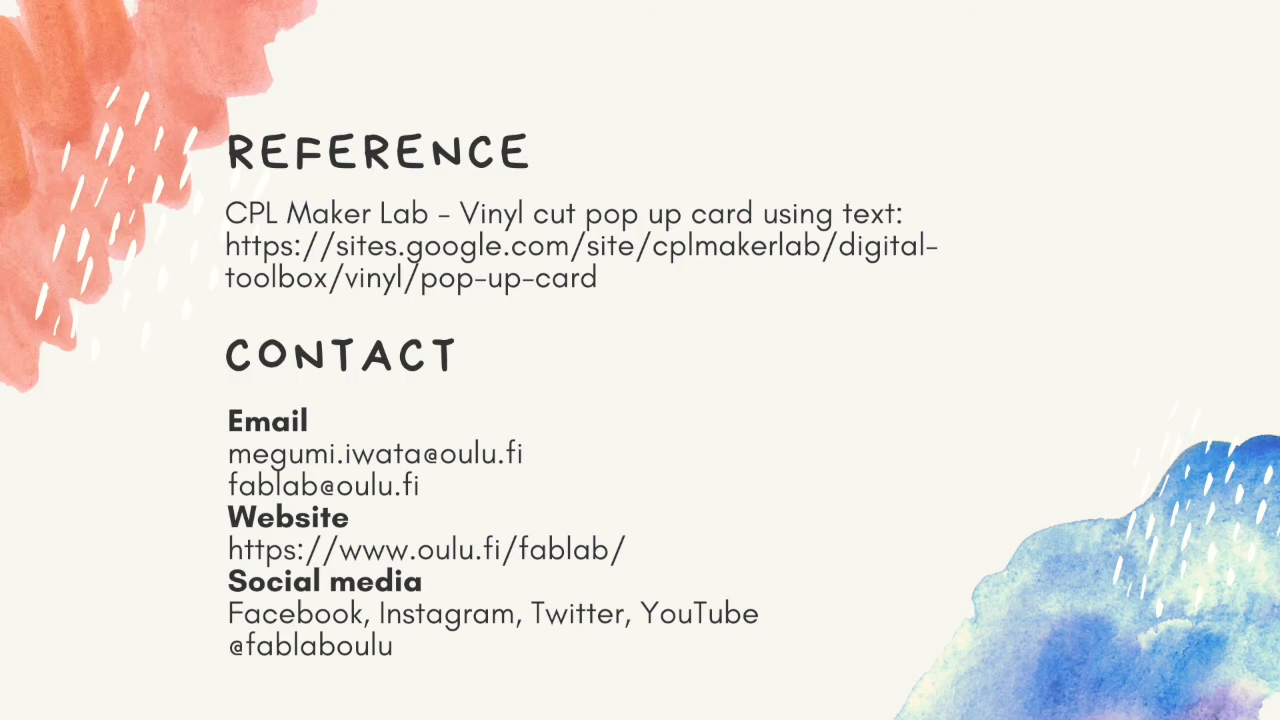 REFERENCE
CPL Maker Lab - Vinyl cut pop up card using text:
https://sites.google.com/site/cplmakerlab/digital-
toolbox/vinyl/pop-up-card
CONTACT
Email
megumi.iwata@oulu.fi
fablab@oulu.fi
Website
https://www.oulu.fi/fablab/
Social media
Facebook, Instagram, Twitter, YouTube
@fablaboulu